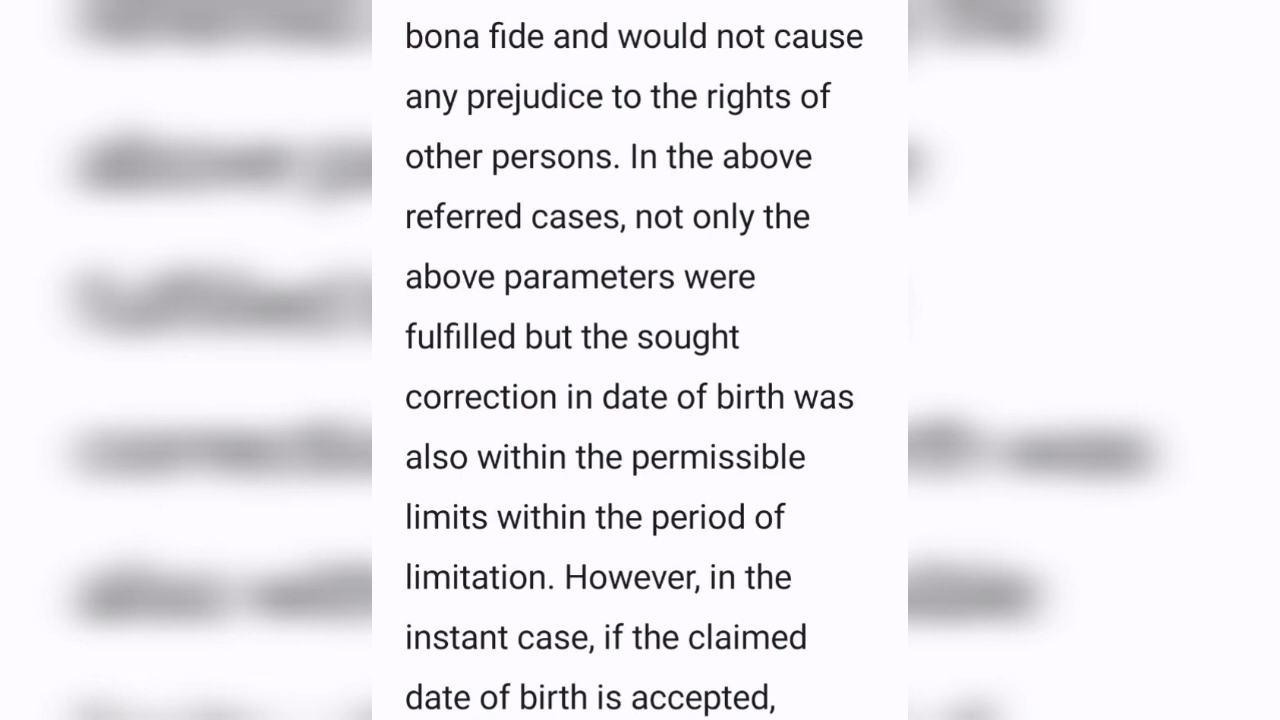 bona fide and would not cause
any prejudice to the rights of
other persons. In the above
referred cases, not only the
above parameters were
fulfilled but the sought
correction in date of birth was
also within the permissible
limits within the period of
limitation. However, in the
instant case, if the claimed
date of birth is accepted,